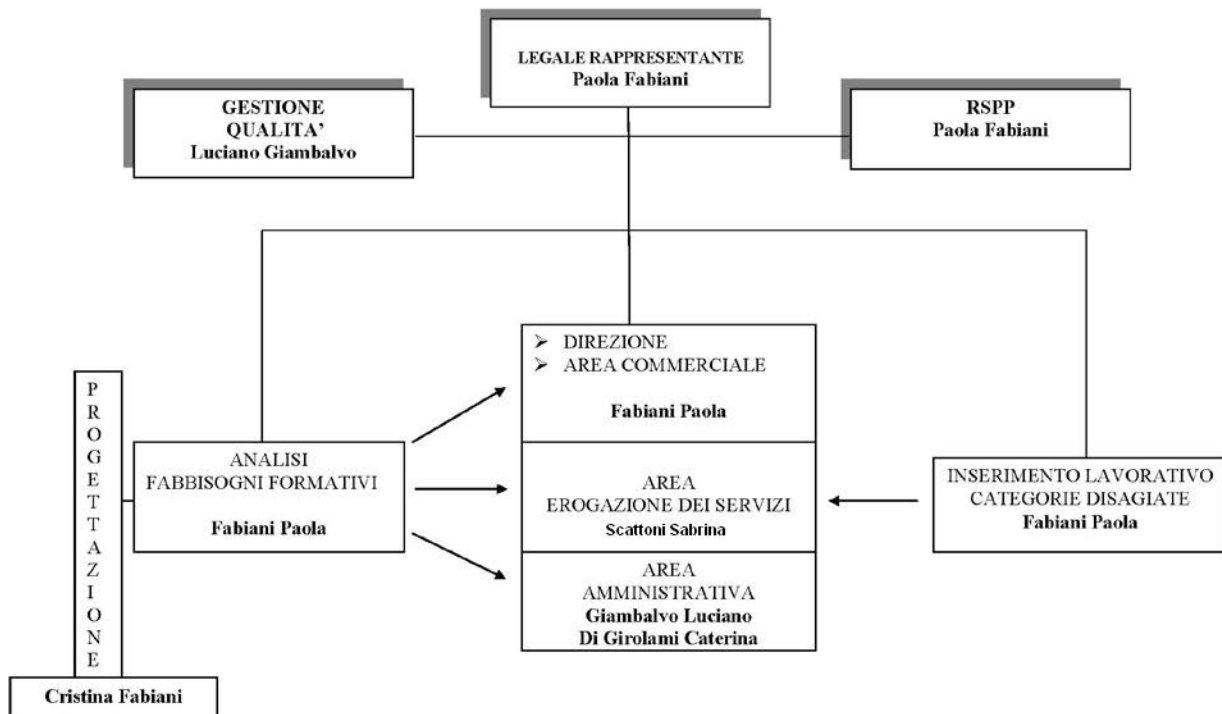 LEGALE RAPPRESENTANTE
Paola Fabiani
GESTIONE
QUALITA’
Luciano Giambalvo
RSPP
Paola Fabiani
➢ DIREZIONE
➢ AREA COMMERCIALE
Fabiani Paola
PROGETTAZIONE
Cristina Fabiani
ANALISI
FABBISOGNI FORMATIVI
Fabiani Paola
AREA
EROGAZIONE DEI SERVIZI
Scattoni Sabrina
INSERIMENTO LAVORATIVO
CATEGORIE DISAGIATE
Fabiani Paola
AREA
AMMINISTRATIVA
Giambalvo Luciano
Di Girolami Caterina